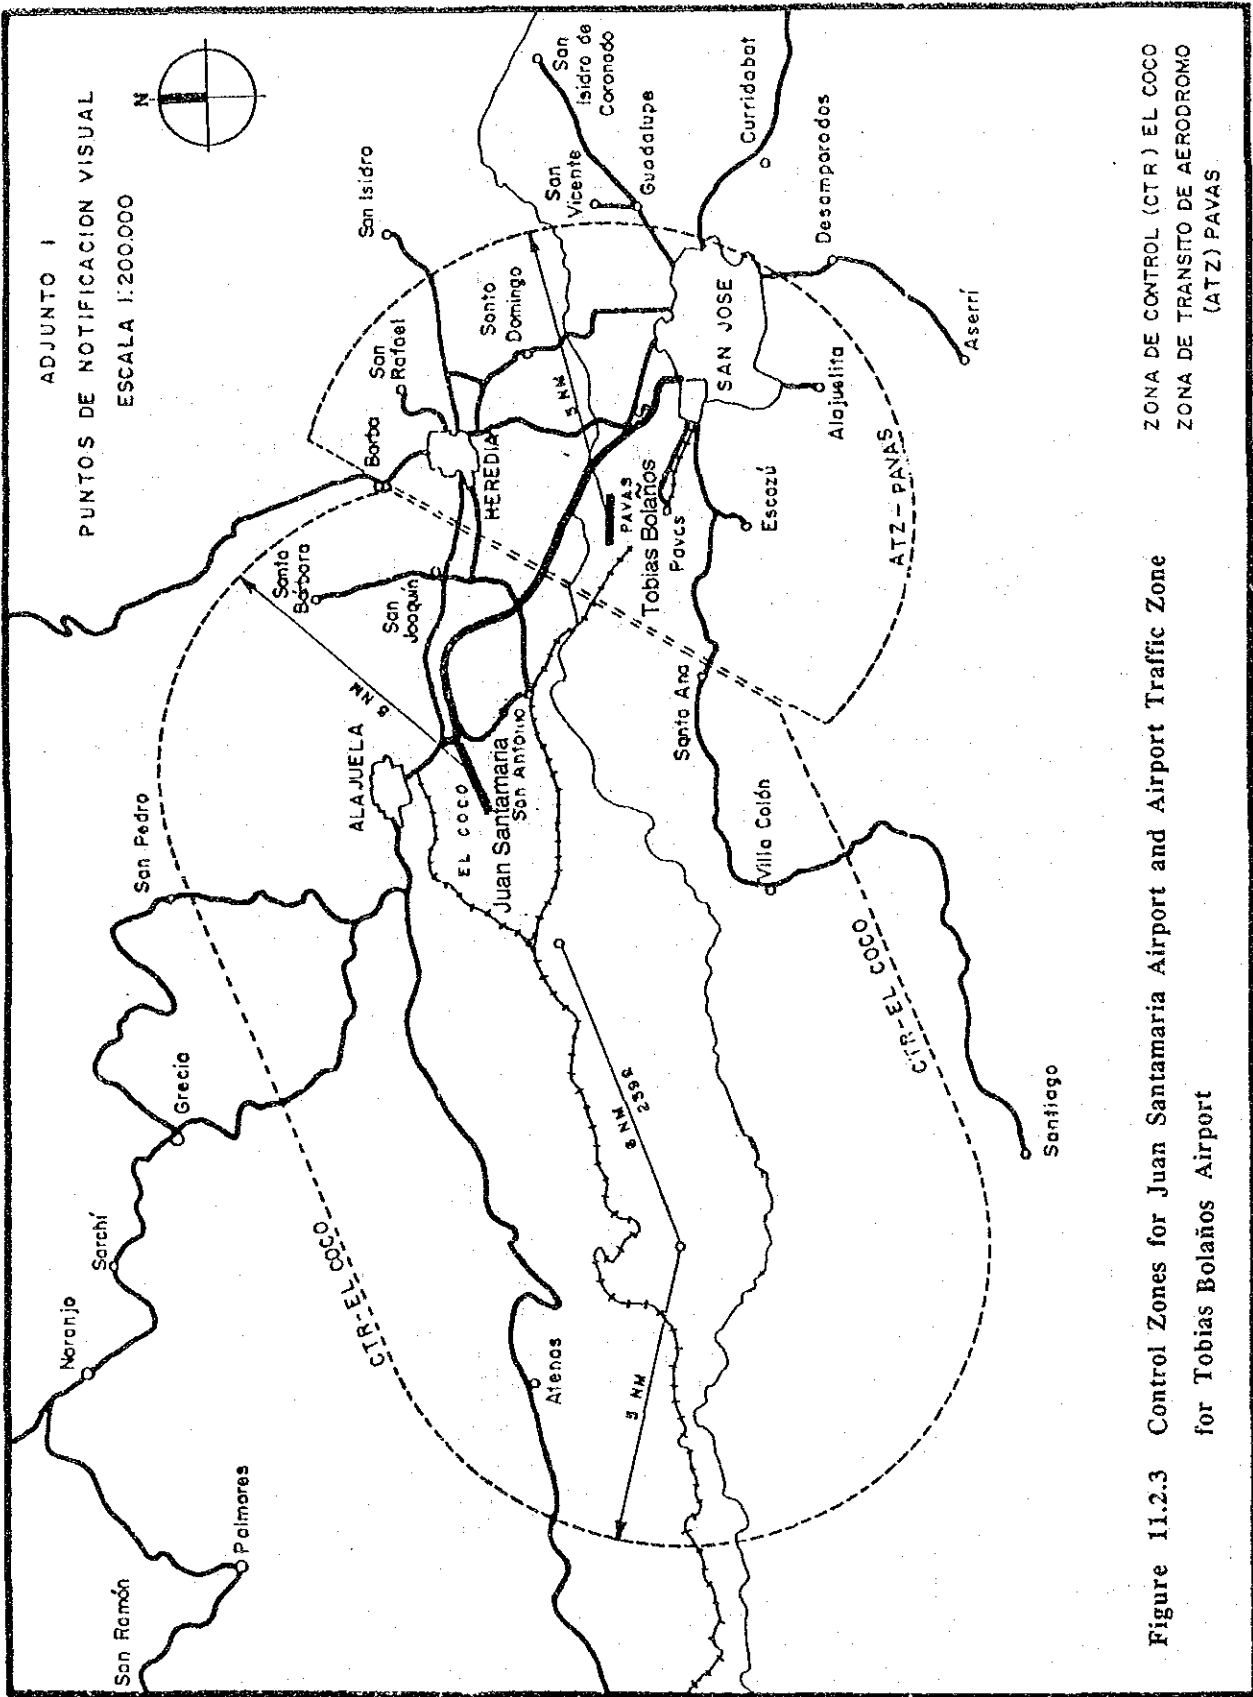 ADJUNTO 1
PUNTOS DE NOTIFICACION VISUAL
ESCALA 1:200.000
N
San Ramón
Palmares
Naranjo
Sarchí
Grecia
San Pedro
Santa
Bárbara
Barba
San
Rafael
San Isidro
CTR-EL COCO
ALAJUELA
8 NM
San
Joaquín
HEREDIA
Santo
Domingo
5 NM
San
Isidro de
Coronado
San
Vicente
Guadalupe
Atenas
EL COCO
Juan Santamaria
San Antonio
PAVAS
Tobias Bolaños
Pavas
SAN JOSE
Curridabat
5 NM
8 NM
Santa Ana
Escazú
Alajuelita
Desamparados
Villa Colón
CTR-EL COCO
ATZ-PAVAS
Aserrí
Santiago
ZONA DE CONTROL (CTR) EL COCO
ZONA DE TRANSITO DE AERODROMO
(ATZ) PAVAS
Figure 11.2.3 Control Zones for Juan Santamaria Airport and Airport Traffic Zone
for Tobias Bolaños Airport